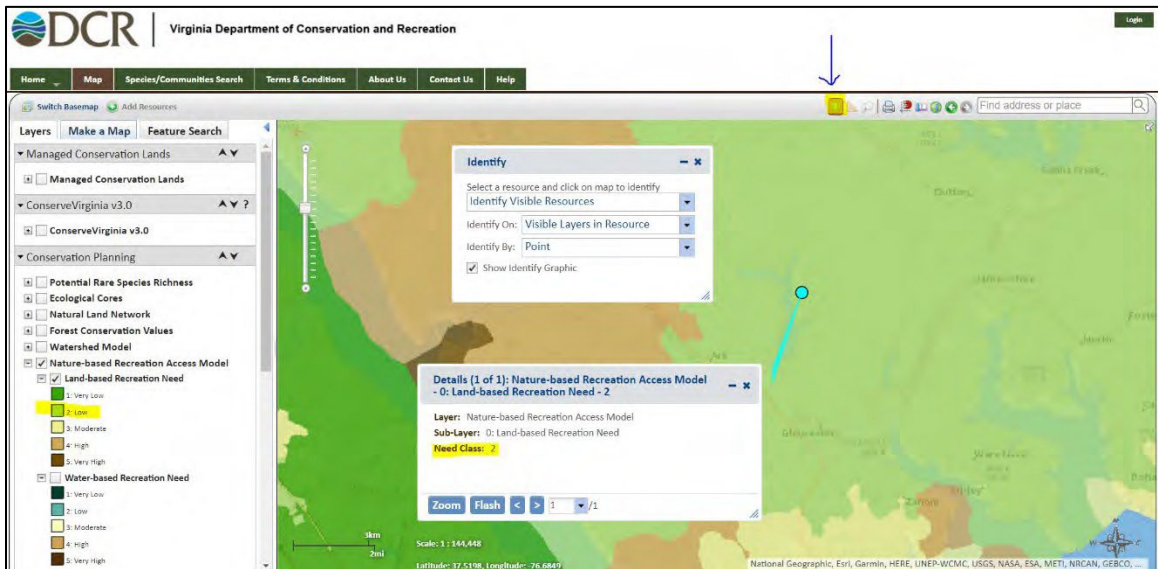 DCR
Virginia Department of Conservation and Recreation
Login
Home Map Species/Communities Search Terms & Conditions About Us Contact Us Help
Switch Basemap Add Resources
Find address or place
Layers Make a Map Feature Search
Managed Conservation Lands
Managed Conservation Lands
ConserveVirginia v3.0 ?
ConserveVirginia v3.0
Conservation Planning
Potential Rare Species Richness
Ecological Cores
Natural Land Network
Forest Conservation Values
Watershed Model
Nature-based Recreation Access Model
Land-based Recreation Need
1: Very Low
2: Low
3: Moderate
4: High
5: Very High
Water-based Recreation Need
1: Very Low
2: Low
3: Moderate
4: High
5: Very High
Identify
Select a resource and click on map to identify
Identify Visible Resources
Identify On: Visible Layers in Resource
Identify By: Point
Show Identify Graphic
Details (1 of 1): Nature-based Recreation Access Model
- 0: Land-based Recreation Need - 2
Layer: Nature-based Recreation Access Model
Sub-Layer: 0: Land-based Recreation Need
Need Class: 2
Zoom Flash < > 1 /1
Ark
Gloucester
Ware Neck
Zanoni
3km
2mi
Scale: 1 : 144,448
Latitude: 37.5198, Longitude: -76.6849
W E
National Geographic, Esri, Garmin, HERE, UNEP-WCMC, USGS, NASA, ESA, METI, NRCAN, GEBCO, ...